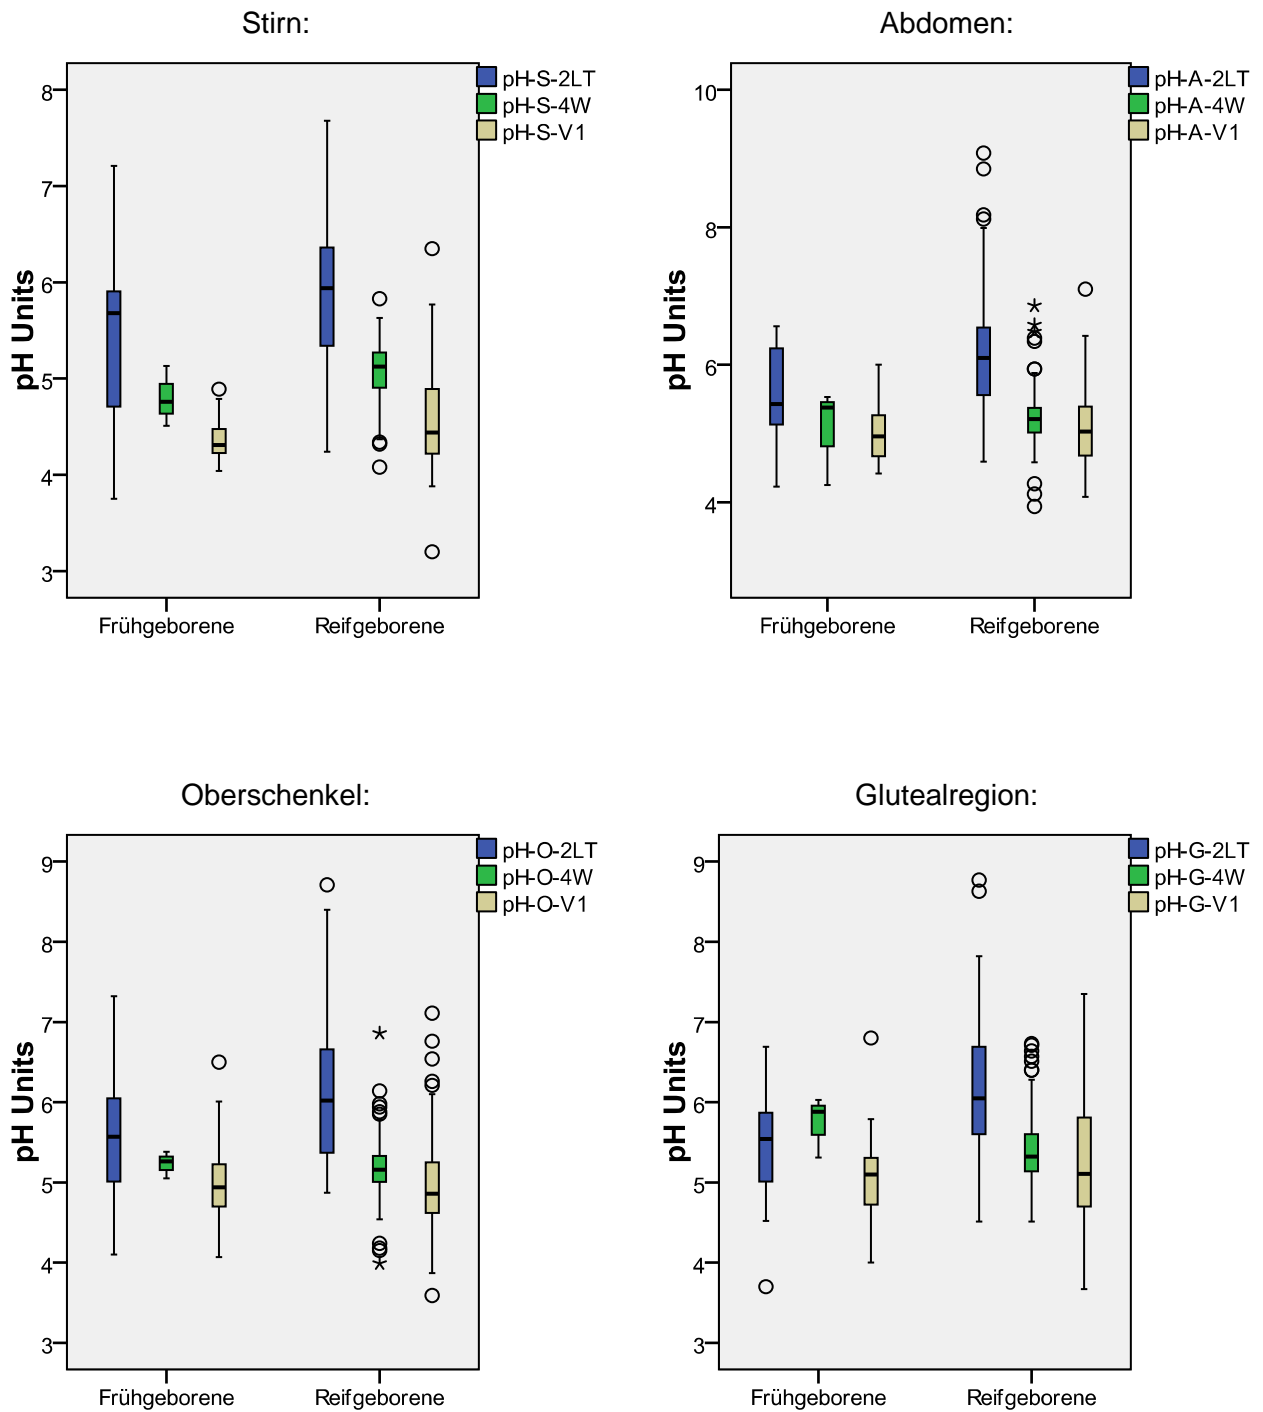 Stirn:
8
7
6
5
4
3
pH Units
Frühgeborene
Reifgeborene
pH-S-2LT
pH-S-4W
pH-S-V1
Abdomen:
10
8
6
4
pH Units
Frühgeborene
Reifgeborene
pH-A-2LT
pH-A-4W
pH-A-V1
Oberschenkel:
9
8
7
6
5
4
3
pH Units
Frühgeborene
Reifgeborene
pH-O-2LT
pH-O-4W
pH-O-V1
Glutealregion:
9
8
7
6
5
4
3
pH Units
Frühgeborene
Reifgeborene
pH-G-2LT
pH-G-4W
pH-G-V1